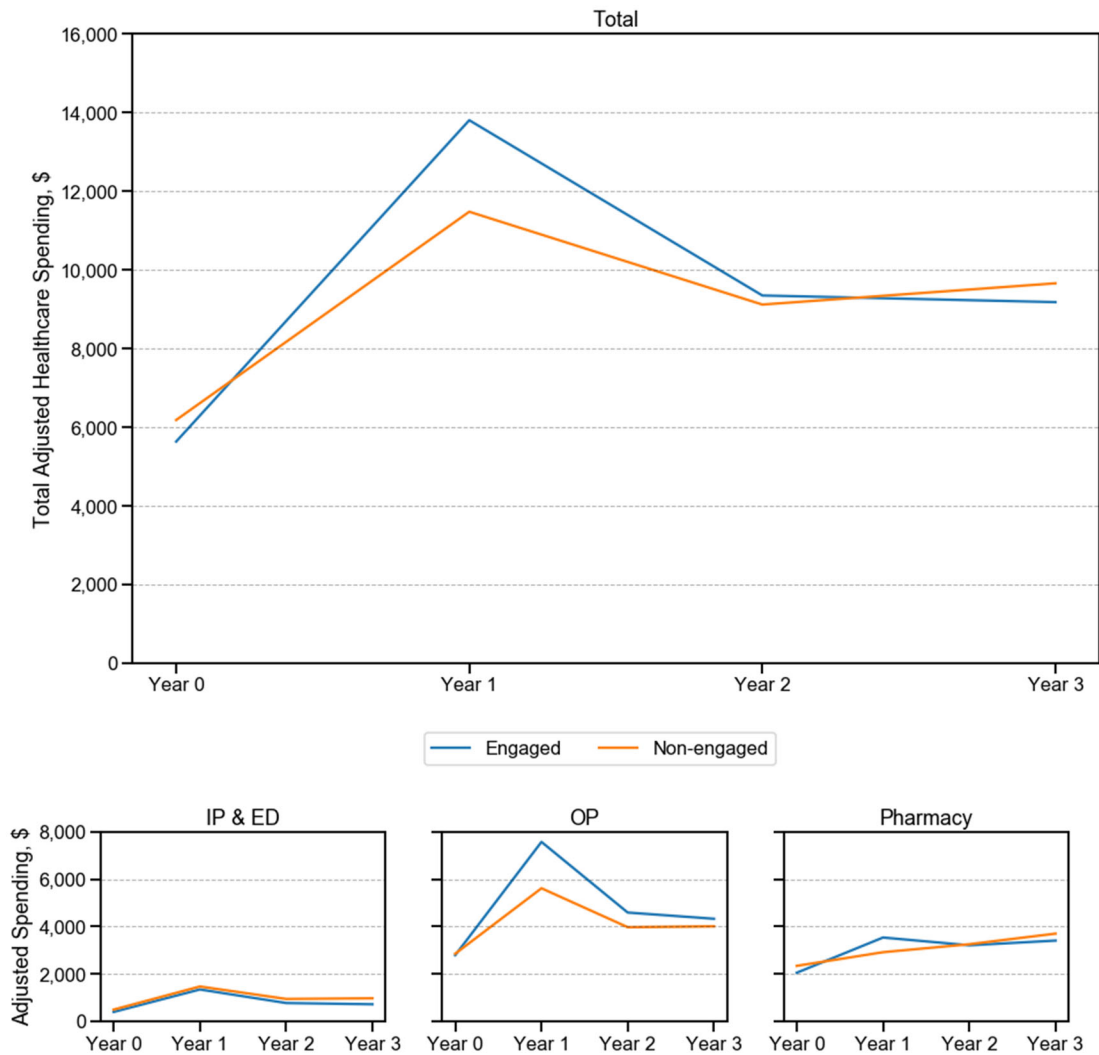 Total
Total Adjusted Healthcare Spending, $
16,000
14,000
12,000
10,000
8,000
6,000
4,000
2,000
0
Year 0 Year 1 Year 2 Year 3
Engaged Non-engaged
IP & ED OP Pharmacy
Adjusted Spending, $
8,000
6,000
4,000
2,000
0
Year 0 Year 1 Year 2 Year 3 Year 0 Year 1 Year 2 Year 3 Year 0 Year 1 Year 2 Year 3